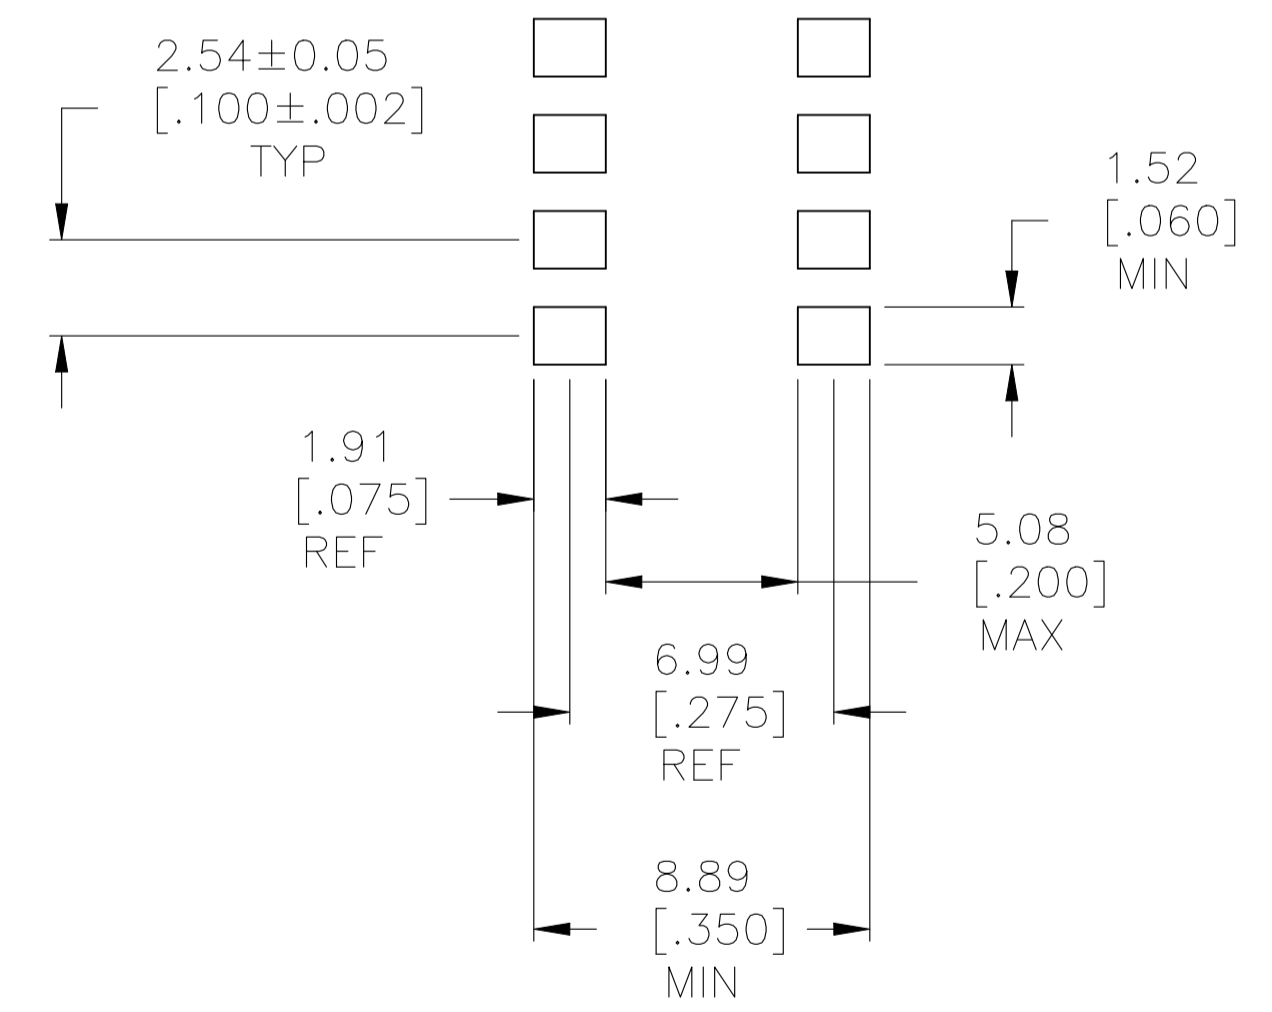 2.54±0.05
[.100±.002]
TYP
1.52
[.060]
MIN
1.91
[.075]
REF
5.08
[.200]
MAX
6.99
[.275]
REF
8.89
[.350]
MIN